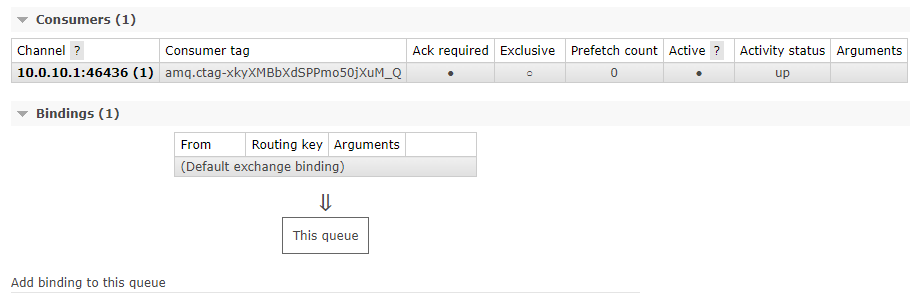 Consumers (1)
Channel ? Consumer tag Ack required Exclusive Prefetch count Active ? Activity status Arguments
10.0.10.1:46436 (1) amq.ctag-xkyXMBbXdSPPmo50jXuM_Q ● ○ 0 ● up
Bindings (1)
From Routing key Arguments
(Default exchange binding)
⇓
This queue
Add binding to this queue